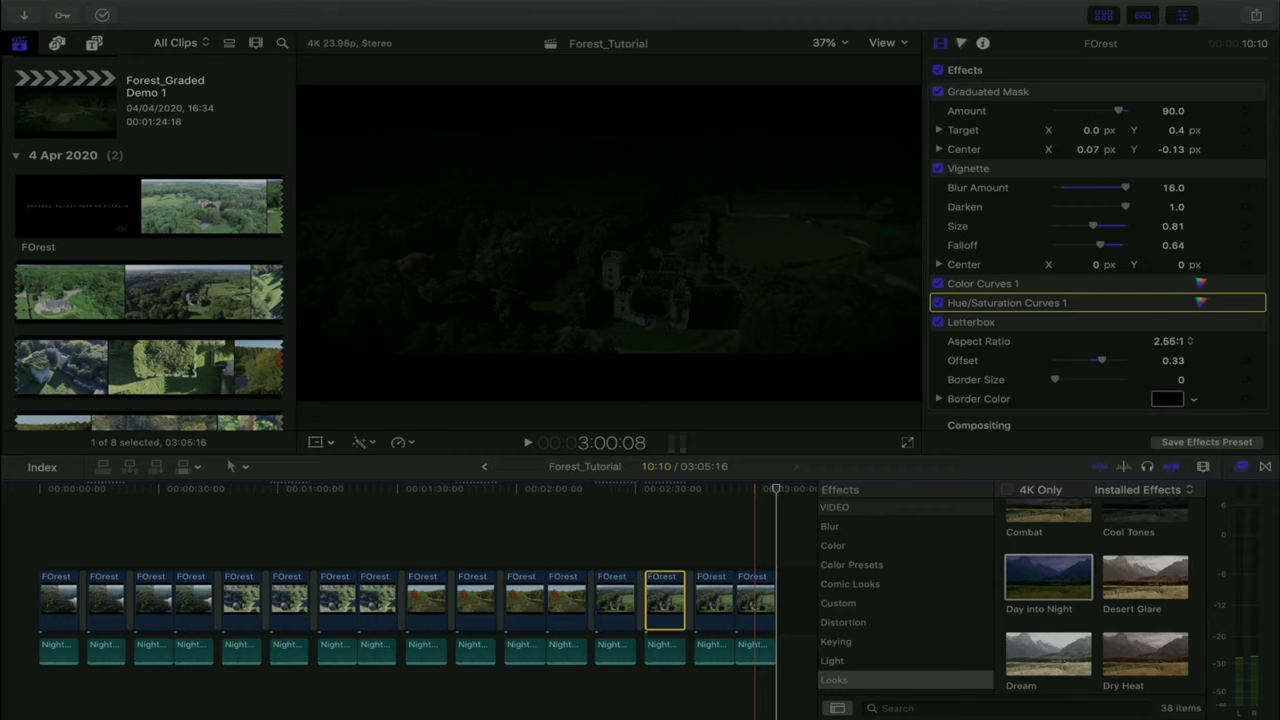 All Clips
4K 23.98p, Stereo
Forest_Tutorial
37%
View
FOrest
00:00:10:10
Forest_Graded
Demo 1
04/04/2020, 16:34
00:01:24:18
4 Apr 2020 (2)
FOrest
1 of 8 selected, 03:05:16
00:03:00:08
Effects
Graduated Mask
Amount 90.0
Target X 0.0 px Y 0.4 px
Center X 0.07 px Y -0.13 px
Vignette
Blur Amount 16.0
Darken 1.0
Size 0.81
Falloff 0.64
Center X 0 px Y 0 px
Color Curves 1
Hue/Saturation Curves 1
Letterbox
Aspect Ratio 2.55:1
Offset 0.33
Border Size 0
Border Color
Compositing
Save Effects Preset
Index
Forest_Tutorial
10:10 / 03:05:16
00:00:00:00 00:00:30:00 00:01:00:00 00:01:30:00 00:02:00:00 00:02:30:00 00:03:00:00
FOrest FOrest FOrest FOrest FOrest FOrest FOrest FOrest FOrest FOrest FOrest FOrest FOrest FOrest FOrest FOrest
Night... Night... Night... Night... Night... Night... Night... Night... Night... Night... Night... Night... Night... Night... Night... Night...
Effects
4K Only
Installed Effects
VIDEO
Blur
Color
Color Presets
Comic Looks
Custom
Distortion
Keying
Light
Looks
Combat
Cool Tones
Day into Night
Desert Glare
Dream
Dry Heat
Search
38 items
6
0
-6
-12
-20
-30
-50
-∞
L R